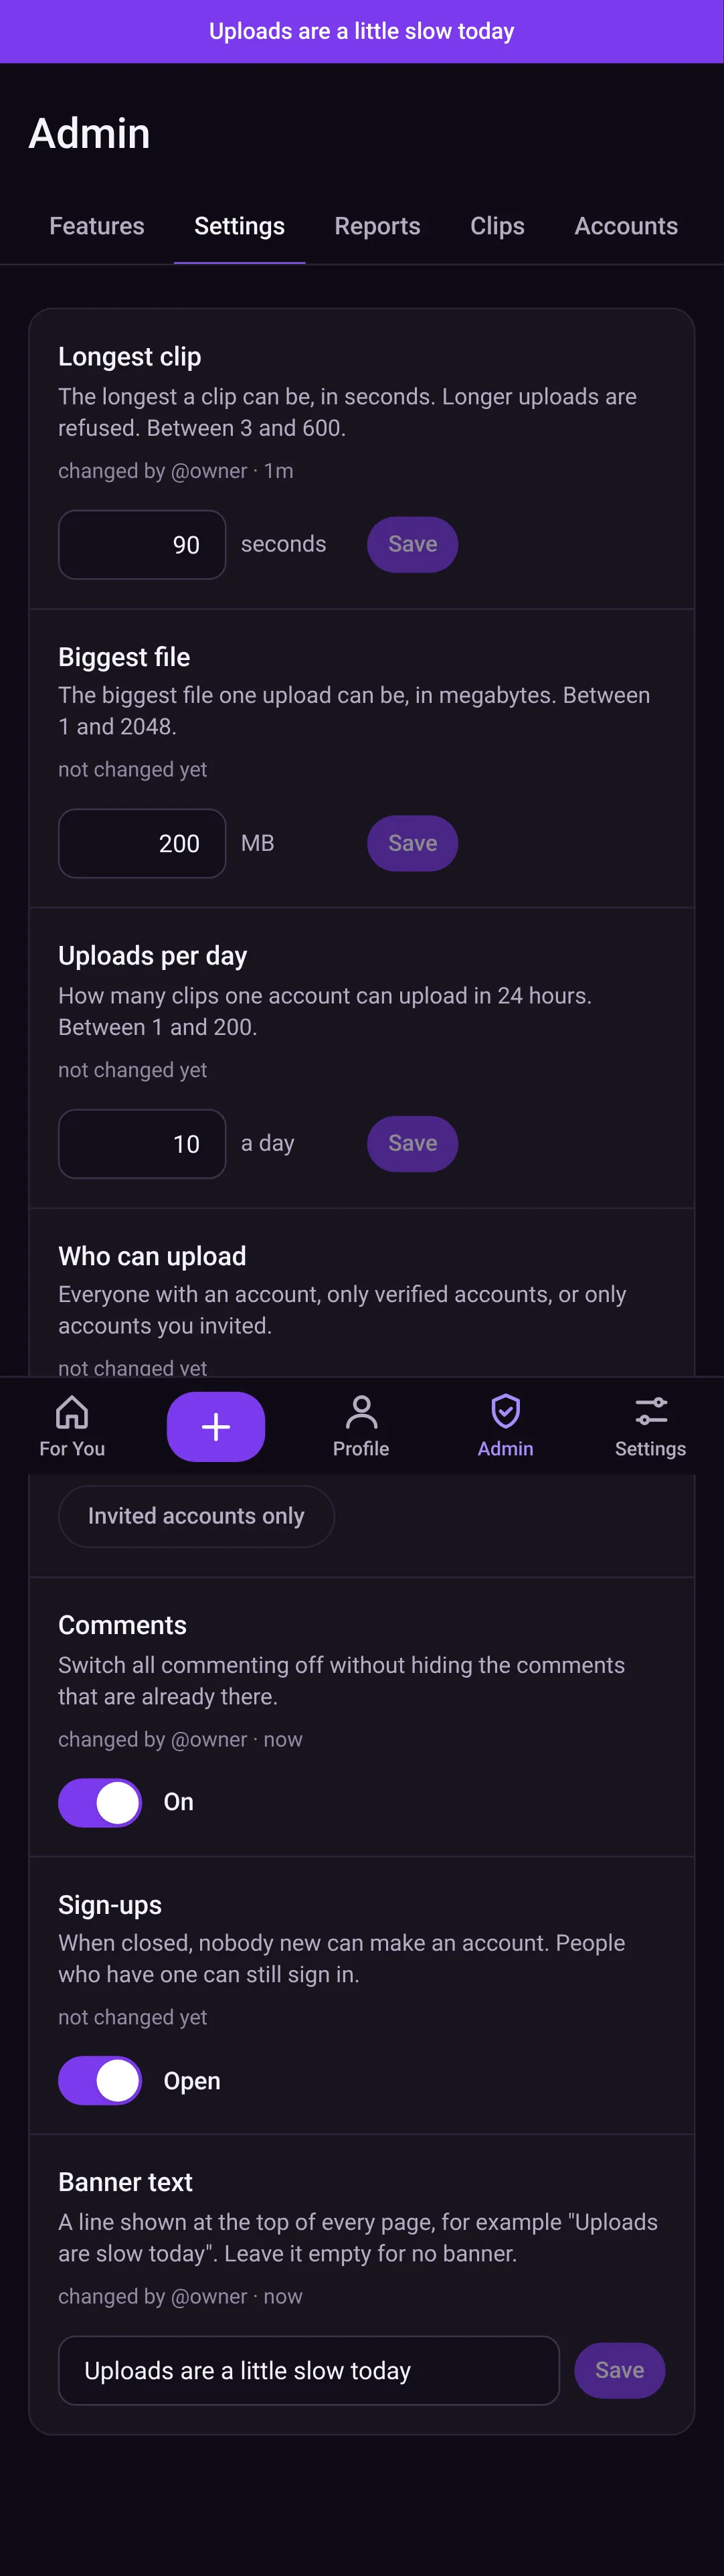 Uploads are a little slow today
Admin
Features Settings Reports Clips Accounts
Longest clip
The longest a clip can be, in seconds. Longer uploads are
refused. Between 3 and 600.
changed by @owner · 1m
90 seconds Save
Biggest file
The biggest file one upload can be, in megabytes. Between
1 and 2048.
not changed yet
200 MB Save
Uploads per day
How many clips one account can upload in 24 hours.
Between 1 and 200.
not changed yet
10 a day Save
Who can upload
Everyone with an account, only verified accounts, or only
accounts you invited.
not changed yet
For You Profile Admin Settings
Invited accounts only
Comments
Switch all commenting off without hiding the comments
that are already there.
changed by @owner · now
On
Sign-ups
When closed, nobody new can make an account. People
who have one can still sign in.
not changed yet
Open
Banner text
A line shown at the top of every page, for example "Uploads
are slow today". Leave it empty for no banner.
changed by @owner · now
Uploads are a little slow today Save